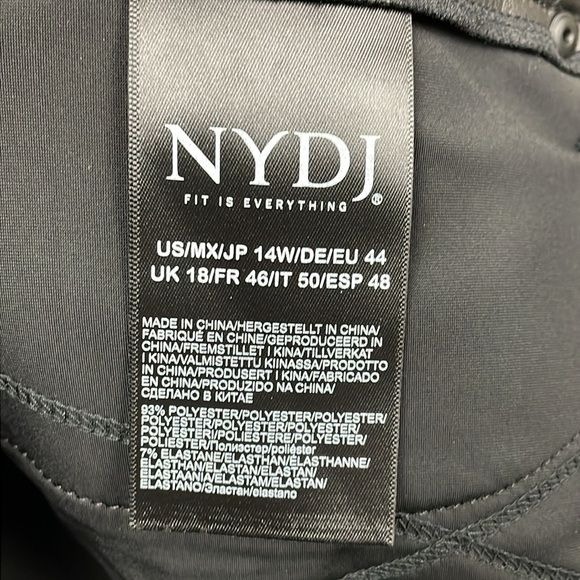 NYDJ®
FIT IS EVERYTHING
US/MX/JP 14W/DE/EU 44
UK 18/FR 46/IT 50/ESP 48
MADE IN CHINA/HERGESTELLT IN CHINA/
FABRIQUÉ EN CHINE/GEPRODUCEERD IN
CHINA/FREMSTILLET I KINA/TILLVERKAT
I KINA/VALMISTETTU KIINASSA/PRODOTTO
IN CHINA/PRODUSERT I KINA/FABRICADO
EN CHINA/PRODUZIDO NA CHINA/
СДЕЛАНО В КИТАЕ
93% POLYESTER/POLYESTER/POLYESTER/
POLYESTER/POLYESTER/POLYESTER/
POLYESTERI/POLIESTERE/POLYESTER/
POLIESTER/Полиэстер/poliéster
7% ELASTANE/ELASTHAN/ELASTHANNE/
ELASTHAN/ELASTAN/ELASTAN/
ELASTAANIA/ELASTAM/ELASTAN/
ELASTANO/Эластан/elastano